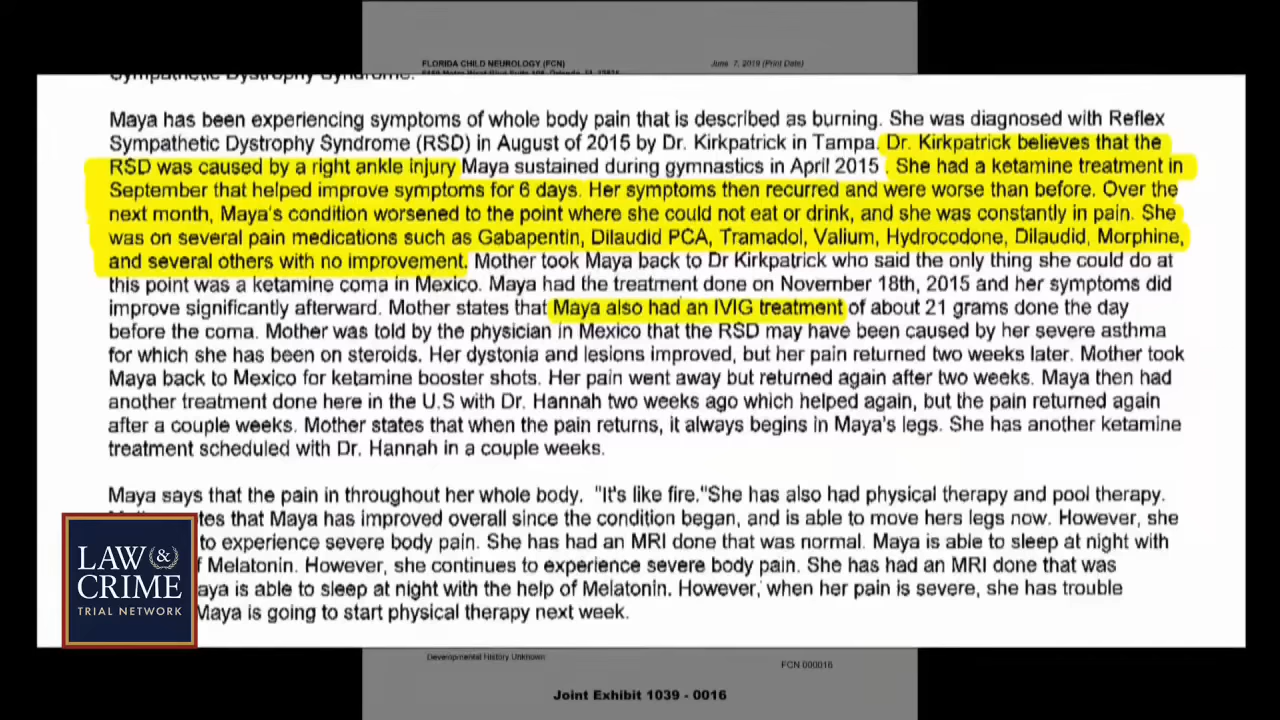 FLORIDA CHILD NEUROLOGY (FCN)
June 7, 2019 (Print Date)
Sympathetic Dystrophy Syndrome.
Maya has been experiencing symptoms of whole body pain that is described as burning. She was diagnosed with Reflex
Sympathetic Dystrophy Syndrome (RSD) in August of 2015 by Dr. Kirkpatrick in Tampa. Dr. Kirkpatrick believes that the
RSD was caused by a right ankle injury Maya sustained during gymnastics in April 2015 . She had a ketamine treatment in
September that helped improve symptoms for 6 days. Her symptoms then recurred and were worse than before. Over the
next month, Maya's condition worsened to the point where she could not eat or drink, and she was constantly in pain. She
was on several pain medications such as Gabapentin, Dilaudid PCA, Tramadol, Valium, Hydrocodone, Dilaudid, Morphine,
and several others with no improvement. Mother took Maya back to Dr Kirkpatrick who said the only thing she could do at
this point was a ketamine coma in Mexico. Maya had the treatment done on November 18th, 2015 and her symptoms did
improve significantly afterward. Mother states that Maya also had an IVIG treatment of about 21 grams done the day
before the coma. Mother was told by the physician in Mexico that the RSD may have been caused by her severe asthma
for which she has been on steroids. Her dystonia and lesions improved, but her pain returned two weeks later. Mother took
Maya back to Mexico for ketamine booster shots. Her pain went away but returned again after two weeks. Maya then had
another treatment done here in the U.S with Dr. Hannah two weeks ago which helped again, but the pain returned again
after a couple weeks. Mother states that when the pain returns, it always begins in Maya's legs. She has another ketamine
treatment scheduled with Dr. Hannah in a couple weeks.
Maya says that the pain in throughout her whole body. "It's like fire."She has also had physical therapy and pool therapy.
that Maya has improved overall since the condition began, and is able to move hers legs now. However, she
to experience severe body pain. She has had an MRI done that was normal. Maya is able to sleep at night with
Melatonin. However, she continues to experience severe body pain. She has had an MRI done that was
is able to sleep at night with the help of Melatonin. However, when her pain is severe, she has trouble
Maya is going to start physical therapy next week.
LAW &
CRIME
TRIAL NETWORK
Developmental History Unknown
FCN 000016
Joint Exhibit 1039 - 0016